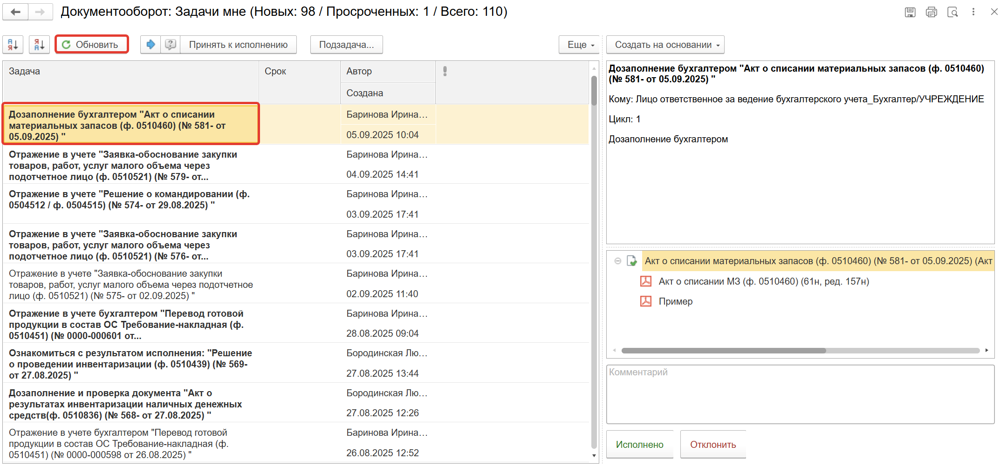 Документооборот: Задачи мне (Новых: 98 / Просроченных: 1 / Всего: 110)
Обновить
Принять к исполнению
Подзадача...
Еще
Создать на основании
Задача
Срок
Автор
Создана
Дозаполнение бухгалтером "Акт о списании
материальных запасов (ф. 0510460) (№ 581- от
05.09.2025) "
Баринова Ирина...
05.09.2025 10:04
Отражение в учете "Заявка-обоснование закупки
товаров, работ, услуг малого объема через
подотчетное лицо (ф. 0510521) (№ 579- от...
Баринова Ирина...
04.09.2025 14:41
Отражение в учете "Решение о командировании (ф.
0504512 / ф. 0504515) (№ 574- от 29.08.2025) "
Баринова Ирина...
03.09.2025 17:41
Отражение в учете "Заявка-обоснование закупки
товаров, работ, услуг малого объема через
подотчетное лицо (ф. 0510521) (№ 576- от...
Баринова Ирина...
03.09.2025 17:41
Отражение в учете "Заявка-обоснование закупки
товаров, работ, услуг малого объема через подотчетное
лицо (ф. 0510521) (№ 575- от 02.09.2025) "
Баринова Ирина...
02.09.2025 11:40
Отражение в учете бухгалтером "Перевод готовой
продукции в состав ОС Требование-накладная (ф.
0510451) (№ 0000-000601 от...
Баринова Ирина...
28.08.2025 09:04
Ознакомиться с результатом исполнения: "Решение
о проведении инвентаризации (ф. 0510439) (№ 569-
от 27.08.2025) "
Бородинская Лю...
27.08.2025 13:44
Дозаполнение и проверка документа "Акт о
результатах инвентаризации наличных денежных
средств(ф. 0510836) (№ 568- от 27.08.2025) "
Бородинская Лю...
27.08.2025 12:26
Отражение в учете бухгалтером "Перевод готовой
продукции в состав ОС Требование-накладная (ф.
0510451) (№ 0000-000598 от 26.08.2025) "
Баринова Ирина...
26.08.2025 12:52
Дозаполнение бухгалтером "Акт о списании материальных запасов (ф. 0510460)
(№ 581- от 05.09.2025) "
Кому: Лицо ответственное за ведение бухгалтерского учета_Бухгалтер/УЧРЕЖДЕНИЕ
Цикл: 1
Дозаполнение бухгалтером
Акт о списании материальных запасов (ф. 0510460) (№ 581- от 05.09.2025) (Акт
Акт о списании МЗ (ф. 0510460) (61н, ред. 157н)
Пример
Комментарий
Исполнено
Отклонить